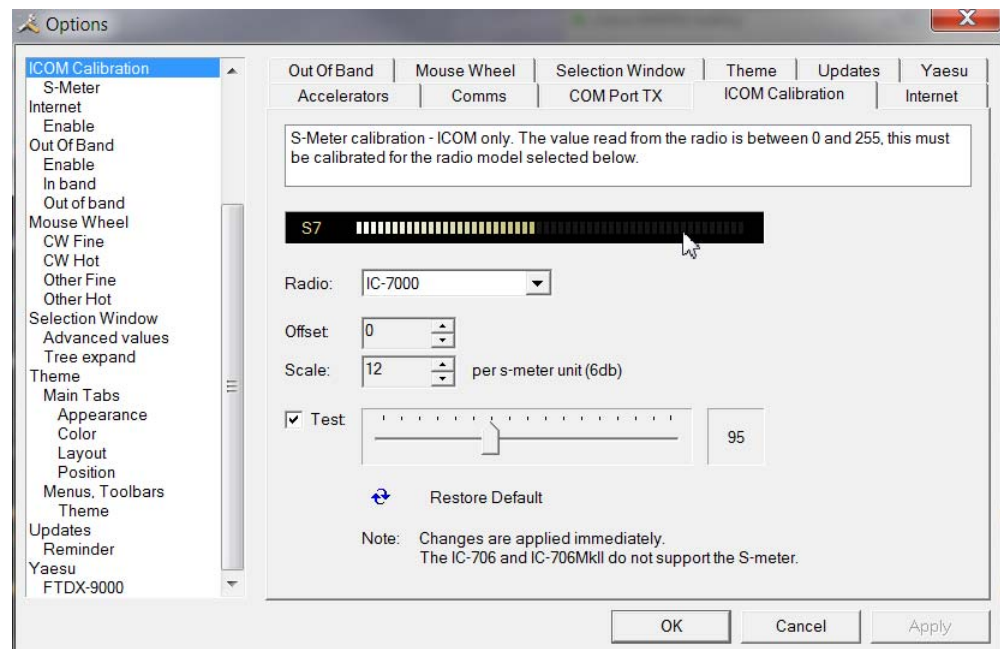 Options
ICOM Calibration
S-Meter
Internet
Enable
Out Of Band
Enable
In band
Out of band
Mouse Wheel
CW Fine
CW Hot
Other Fine
Other Hot
Selection Window
Advanced values
Tree expand
Theme
Main Tabs
Appearance
Color
Layout
Position
Menus, Toolbars
Theme
Updates
Reminder
Yaesu
FTDX-9000
Out Of Band Mouse Wheel Selection Window Theme Updates Yaesu
Accelerators Comms COM Port TX ICOM Calibration Internet
S-Meter calibration - ICOM only. The value read from the radio is between 0 and 255, this must
be calibrated for the radio model selected below.
S7
Radio: IC-7000
Offset: 0
Scale: 12 per s-meter unit (6db)
Test: 95
Restore Default
Note: Changes are applied immediately.
The IC-706 and IC-706MkII do not support the S-meter.
OK Cancel Apply